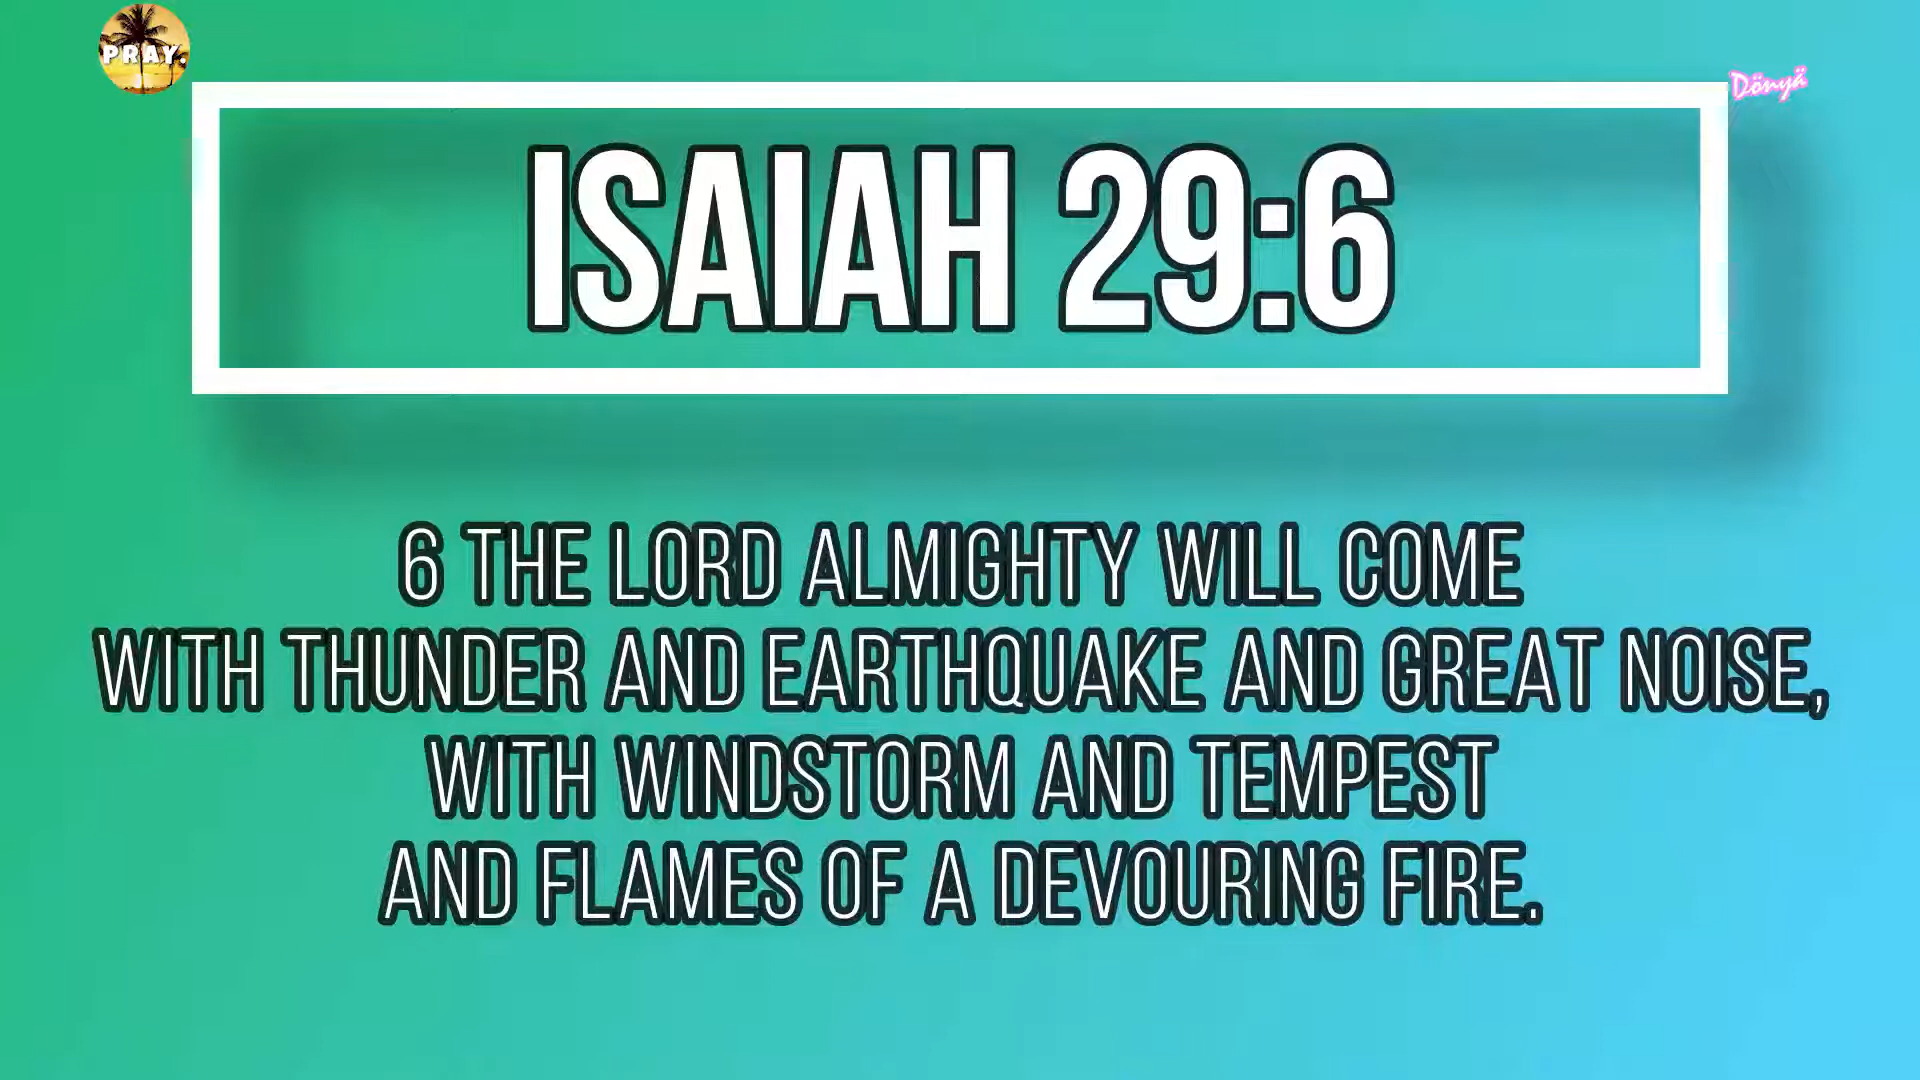 PRAY.
Dönyä
ISAIAH 29:6
6 THE LORD ALMIGHTY WILL COME
WITH THUNDER AND EARTHQUAKE AND GREAT NOISE,
WITH WINDSTORM AND TEMPEST
AND FLAMES OF A DEVOURING FIRE.